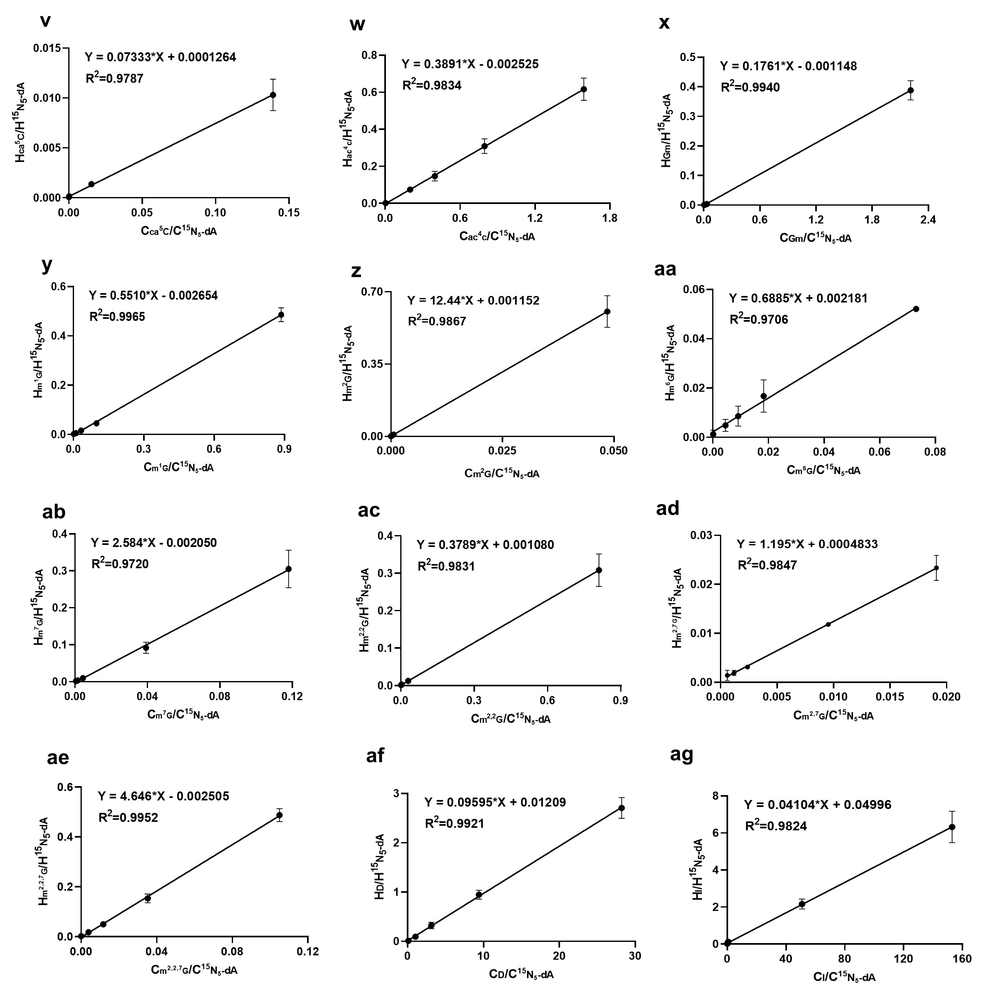 v
Y = 0.07333*X + 0.0001264
R²=0.9787
Hca⁵C/H¹⁵N₅-dA
0.015
0.010
0.005
0.000
0.00 0.05 0.10 0.15
Cca⁵C/C¹⁵N₅-dA
w
Y = 0.3891*X - 0.002525
R²=0.9834
Hac⁴c/H¹⁵N₅-dA
0.8
0.6
0.4
0.2
0.0
0.0 0.6 1.2 1.8
Cac⁴c/C¹⁵N₅-dA
x
Y = 0.1761*X - 0.001148
R²=0.9940
HGm/H¹⁵N₅-dA
0.5
0.4
0.3
0.2
0.1
0.0
0.0 0.6 1.2 1.8 2.4
CGm/C¹⁵N₅-dA
y
Y = 0.5510*X - 0.002654
R²=0.9965
Hm¹G/H¹⁵N₅-dA
0.6
0.4
0.2
0.0
0.0 0.3 0.6 0.9
Cm¹G/C¹⁵N₅-dA
z
Y = 12.44*X + 0.001152
R²=0.9867
Hm²G/H¹⁵N₅-dA
0.70
0.35
0.00
0.000 0.025 0.050
Cm²G/C¹⁵N₅-dA
aa
Y = 0.6885*X + 0.002181
R²=0.9706
Hm⁶G/H¹⁵N₅-dA
0.06
0.04
0.02
0.00
0.00 0.02 0.04 0.06 0.08
Cm⁶G/C¹⁵N₅-dA
ab
Y = 2.584*X - 0.002050
R²=0.9720
Hm⁷G/H¹⁵N₅-dA
0.4
0.3
0.2
0.1
0.0
0.00 0.04 0.08 0.12
Cm⁷G/C¹⁵N₅-dA
ac
Y = 0.3789*X + 0.001080
R²=0.9831
Hm²·²G/H¹⁵N₅-dA
0.4
0.3
0.2
0.1
0.0
0.0 0.3 0.6 0.9
Cm²·²G/C¹⁵N₅-dA
ad
Y = 1.195*X + 0.0004833
R²=0.9847
Hm²·⁷G/H¹⁵N₅-dA
0.03
0.02
0.01
0.00
0.000 0.005 0.010 0.015 0.020
Cm²·⁷G/C¹⁵N₅-dA
ae
Y = 4.646*X - 0.002505
R²=0.9952
Hm²·²·⁷G/H¹⁵N₅-dA
0.6
0.4
0.2
0.0
0.00 0.04 0.08 0.12
Cm²·²·⁷G/C¹⁵N₅-dA
af
Y = 0.09595*X + 0.01209
R²=0.9921
HD/H¹⁵N₅-dA
3
2
1
0
0 10 20 30
CD/C¹⁵N₅-dA
ag
Y = 0.04104*X + 0.04996
R²=0.9824
HI/H¹⁵N₅-dA
8
6
4
2
0
0 40 80 120 160
CI/C¹⁵N₅-dA